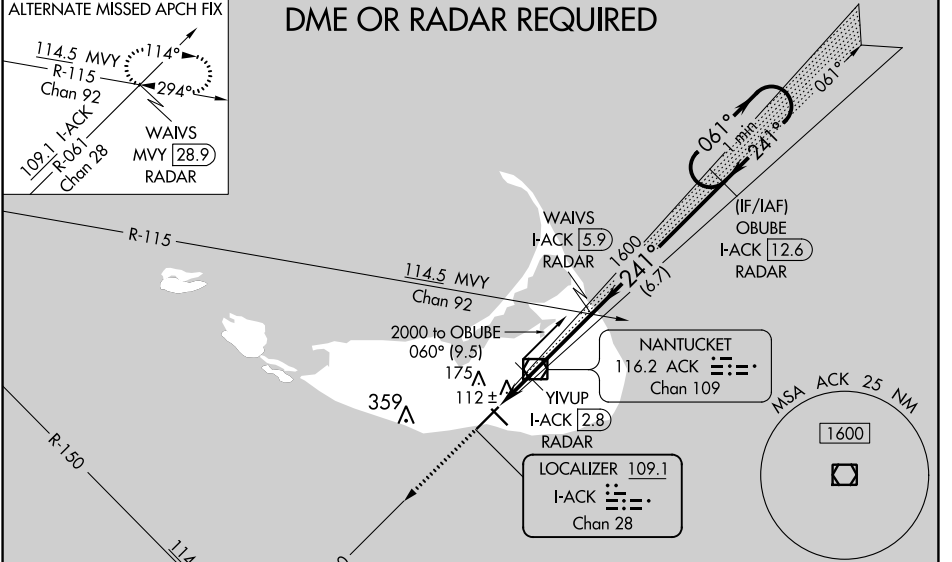 ALTERNATE MISSED APCH FIX
114.5 MVY
R-115
Chan 92
114°
294°
109.1 I-ACK
R-061
Chan 28
WAIVS
MVY 28.9
RADAR
DME OR RADAR REQUIRED
061°
061°
1 min
241°
(IF/IAF)
OBUBE
I-ACK 12.6
RADAR
WAIVS
I-ACK 5.9
RADAR
1600
241°
(6.7)
R-115
114.5 MVY
Chan 92
2000 to OBUBE
060° (9.5)
175
112 ±
359
NANTUCKET
116.2 ACK
Chan 109
YIVUP
I-ACK 2.8
RADAR
LOCALIZER 109.1
I-ACK
Chan 28
MSA ACK 25 NM
1600
R-150